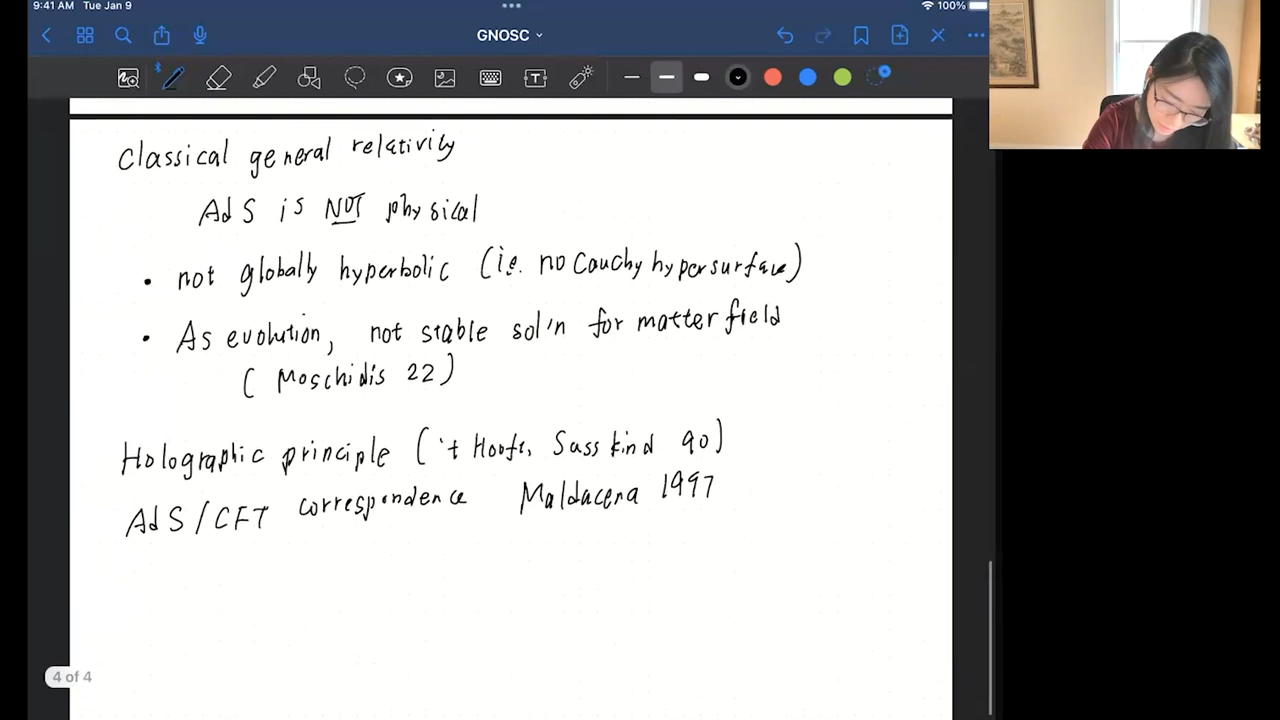 9:41 AM Tue Jan 9
100%
GNOSC
Classical general relativity
AdS is NOT physical
• not globally hyperbolic (i.e. no Cauchy hypersurface)
• As evolution, not stable sol'n for matter field
( Moschidis 22)
Holographic principle ('t Hooft, Susskind 90)
AdS/CFT correspondence Maldacena 1997
4 of 4